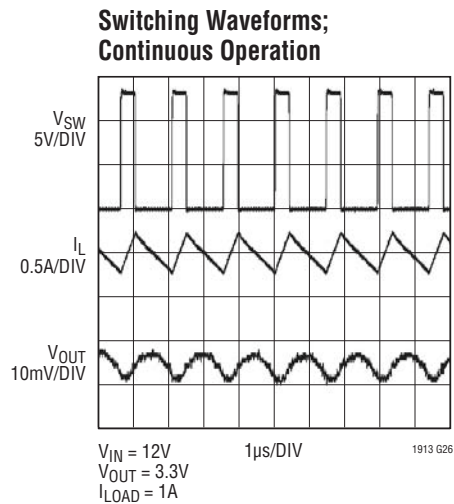 Switching Waveforms;
Continuous Operation
VSW
5V/DIV
IL
0.5A/DIV
VOUT
10mV/DIV
VIN = 12V
VOUT = 3.3V
ILOAD = 1A
1µs/DIV
1913 G26